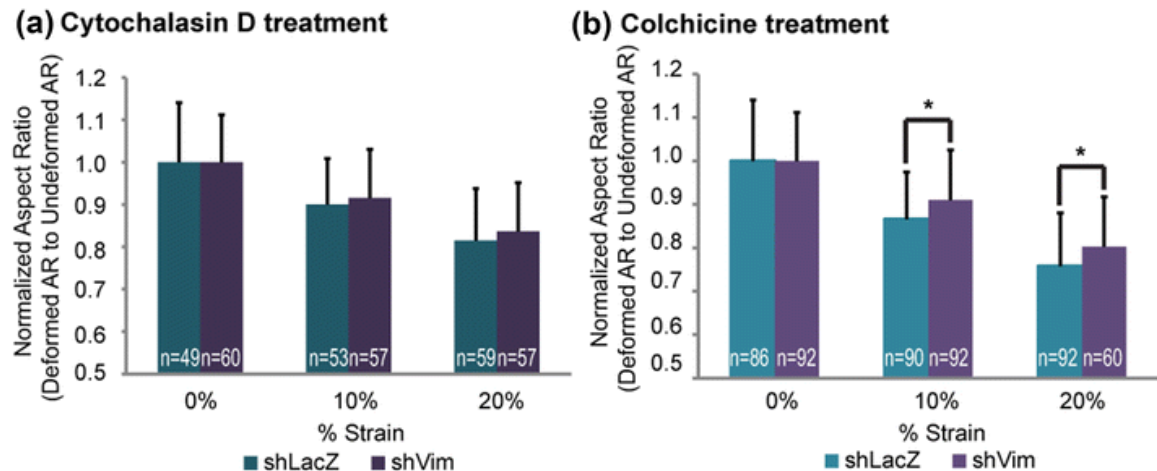 (a) Cytochalasin D treatment
Normalized Aspect Ratio
(Deformed AR to Undeformed AR)
1.2
1.1
1.0
0.9
0.8
0.7
0.6
0.5
n=49 n=60
n=53 n=57
n=59 n=57
0% 10% 20%
% Strain
shLacZ shVim
(b) Colchicine treatment
Normalized Aspect Ratio
(Deformed AR to Undeformed AR)
1.2
1.1
1.0
0.9
0.8
0.7
0.6
0.5
*
*
n=86 n=92
n=90 n=92
n=92 n=60
0% 10% 20%
% Strain
shLacZ shVim